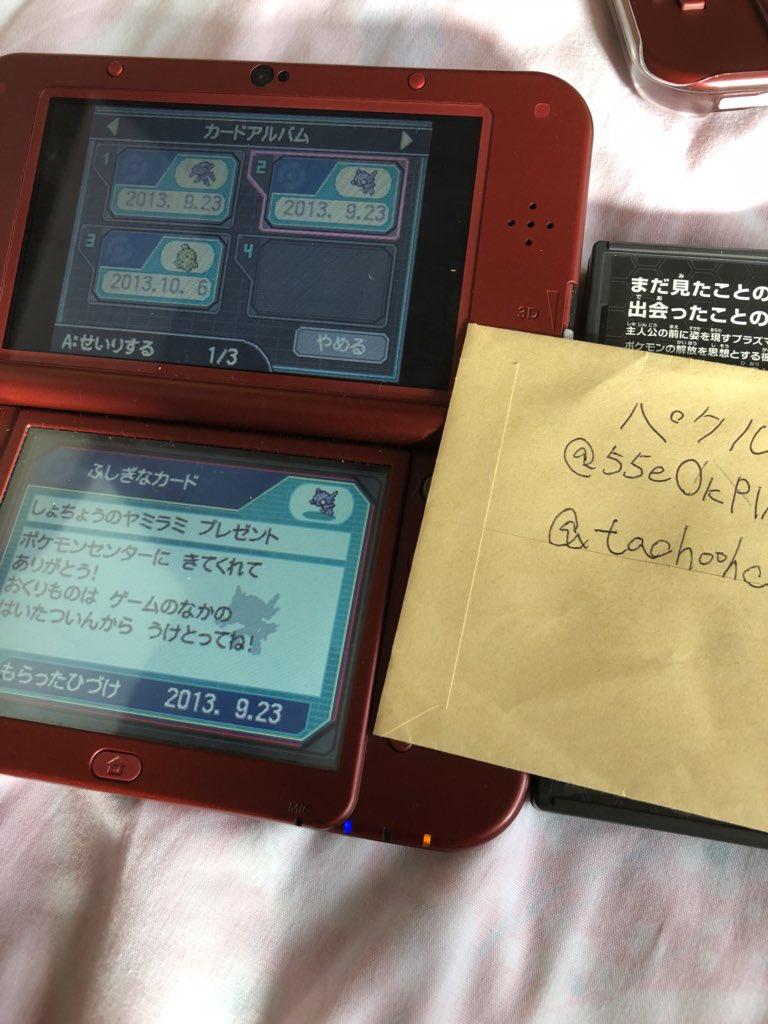 カードアルバム
1
2013. 9.23
2
2013. 9.23
3
2013.10. 6
4
A:せいりする
1/3
やめる
3D
ふしぎなカード
しょちょうのヤミラミ プレゼント
ポケモンセンターに きてくれて
ありがとう!
おくりものは ゲームのなかの
はいたついんから うけとってね!
もらったひづけ
2013. 9.23
MIC
まだ見たことの
出会ったことの
主人公の前に姿を現すプラズマ
ポケモンの解放を思想とする彼
ペクル
@55e0kPl
@taohooho